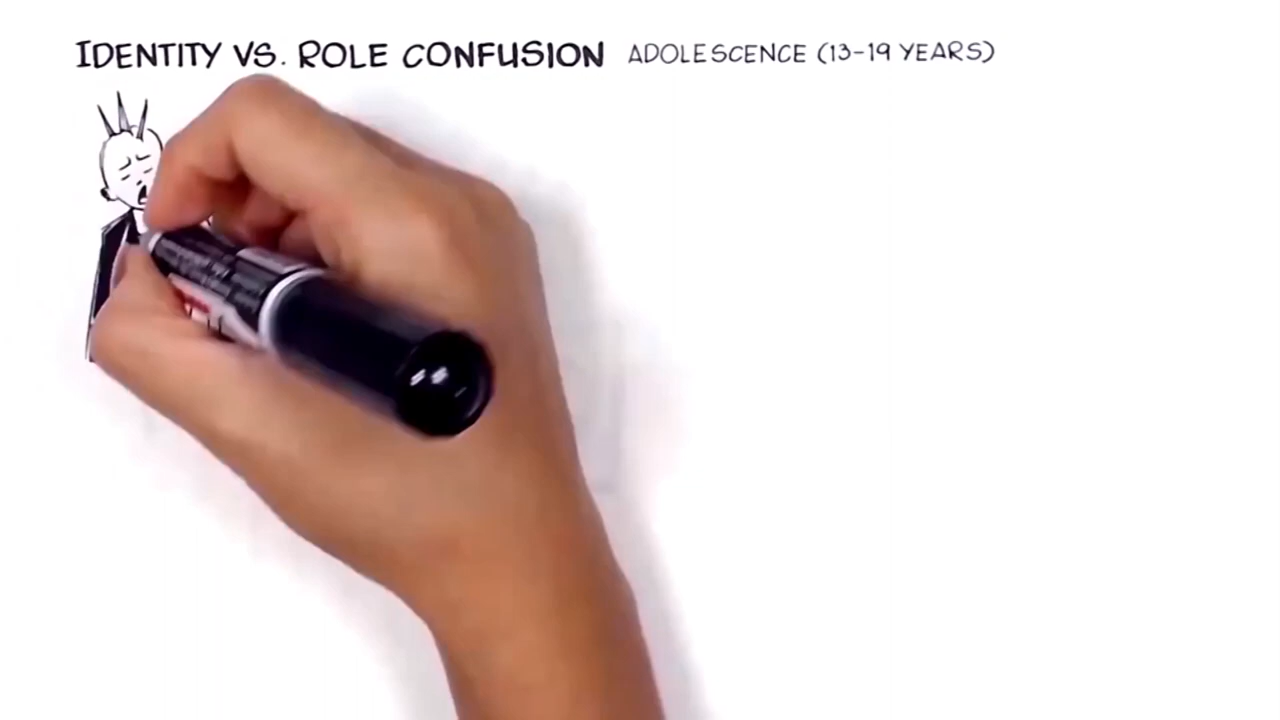 IDENTITY VS. ROLE CONFUSION ADOLESCENCE (13-19 YEARS)